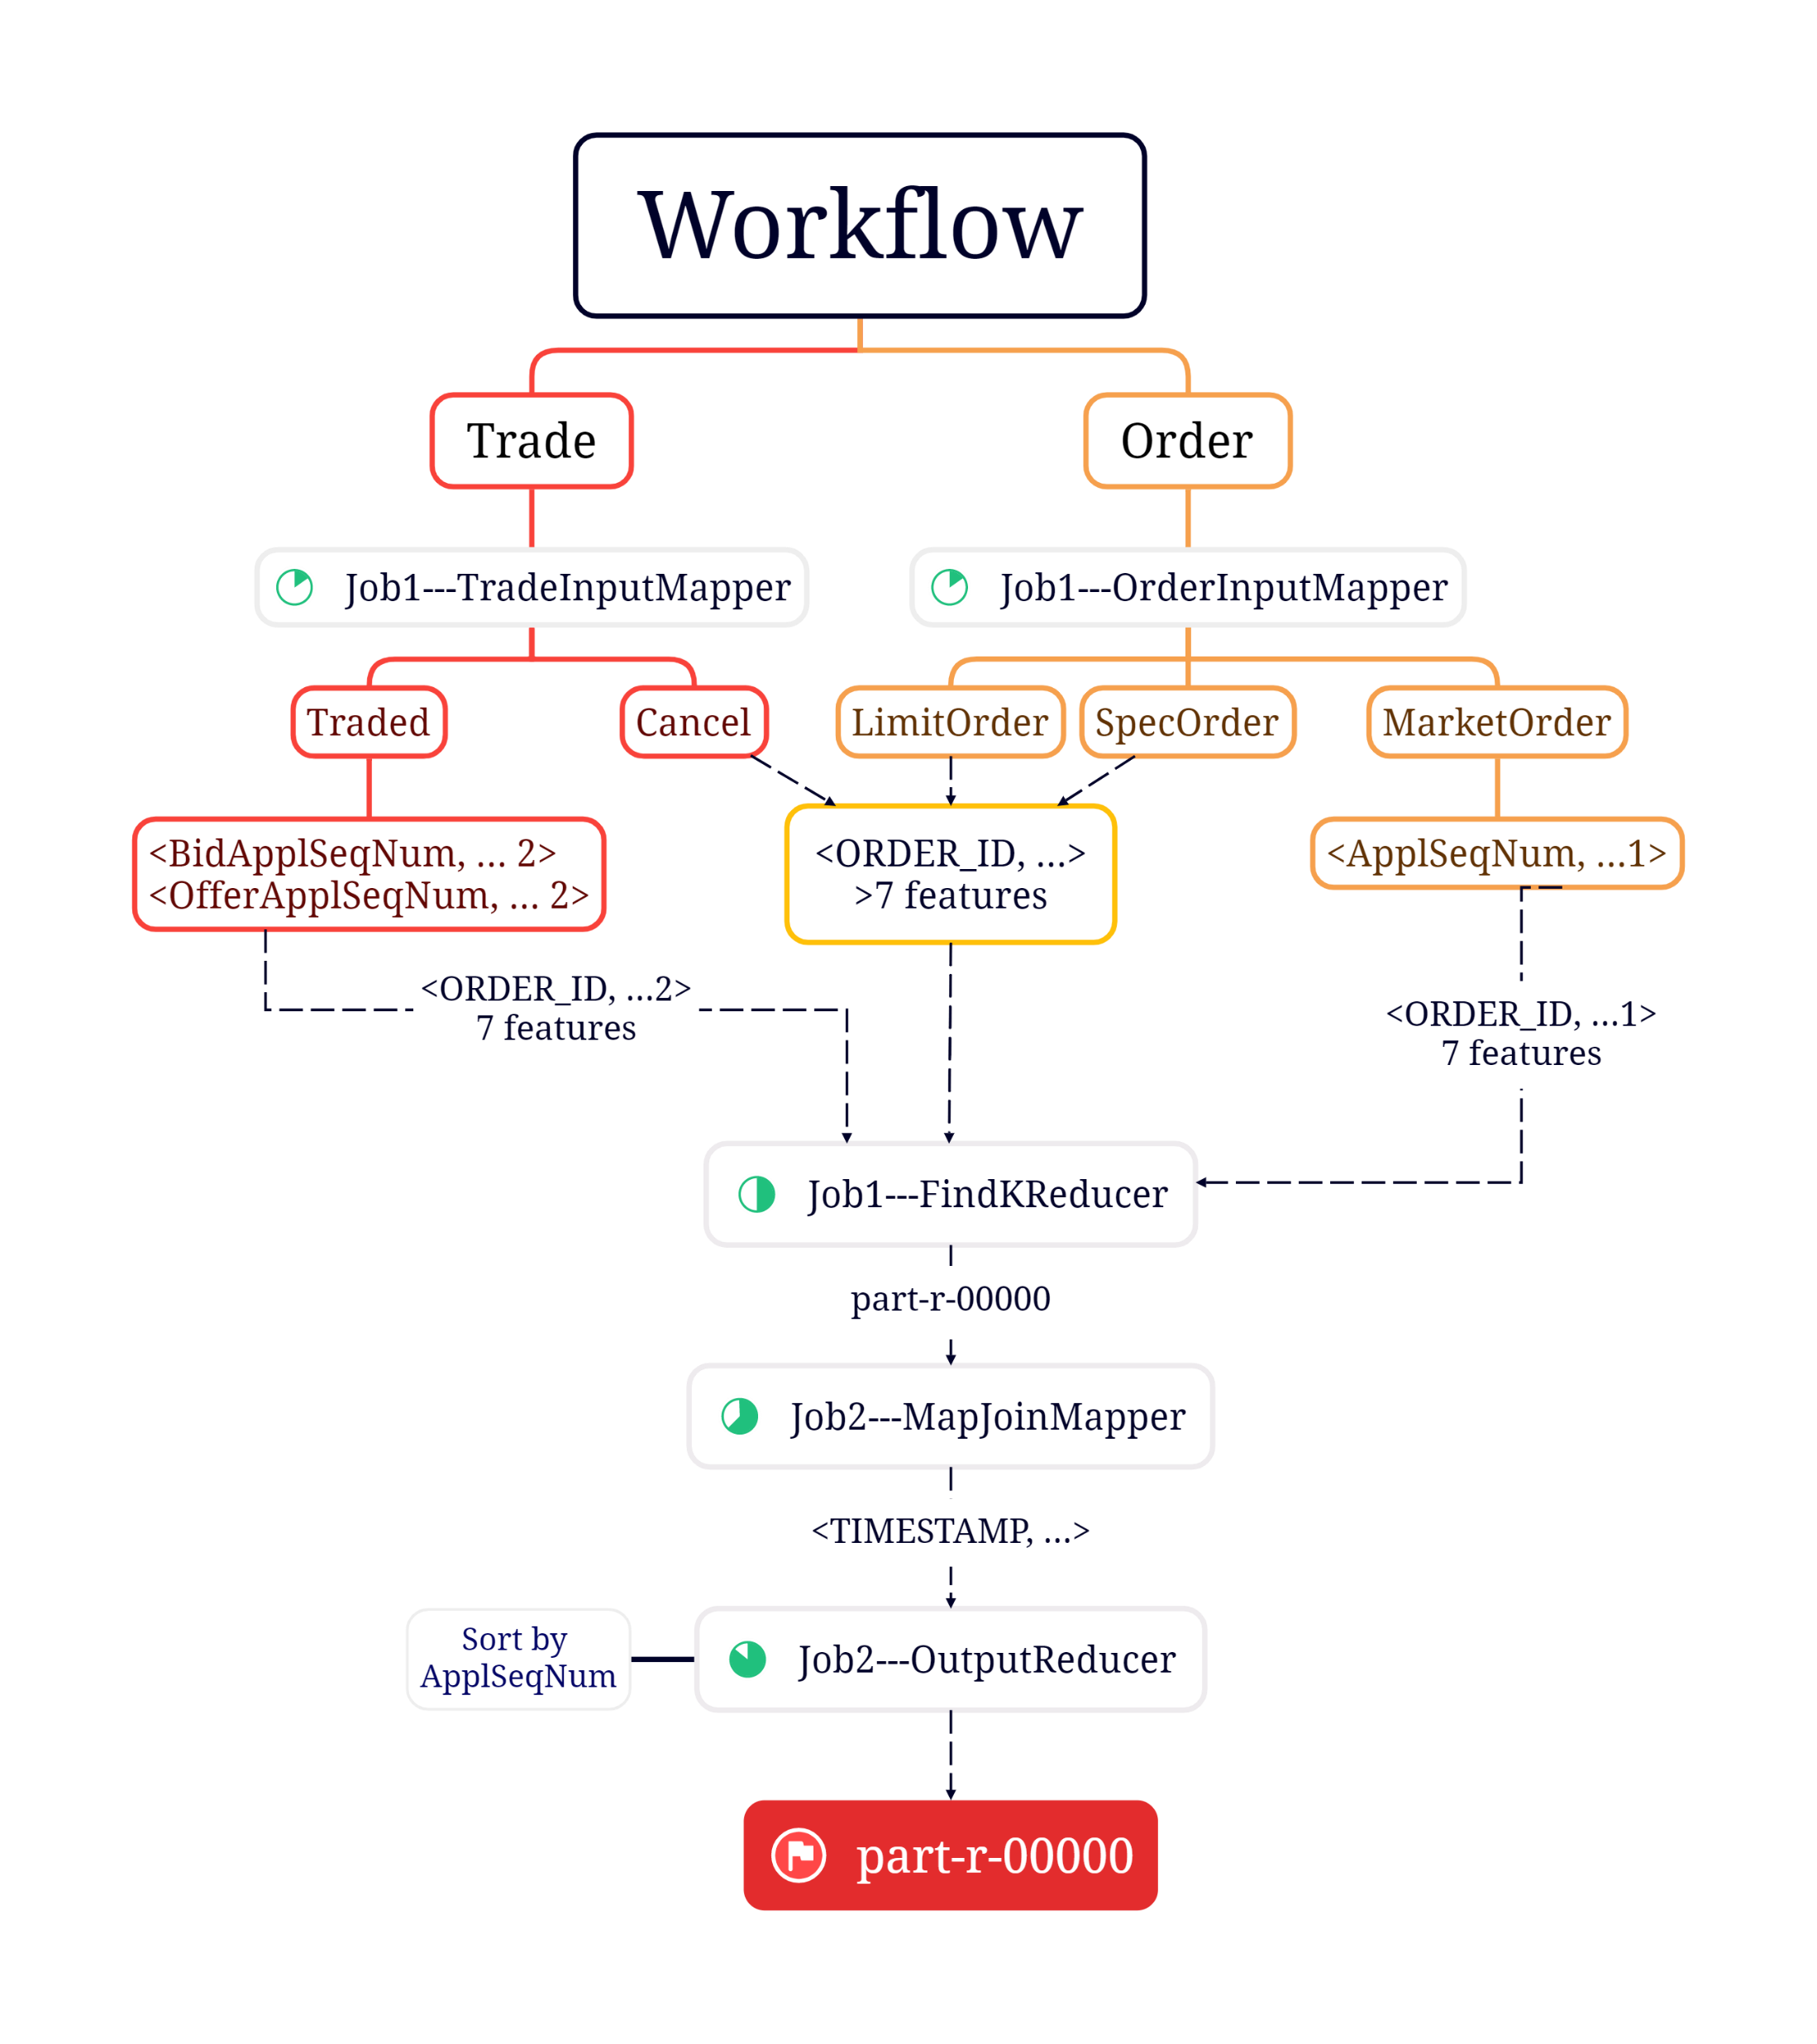 Workflow
Trade
Order
Job1---TradeInputMapper
Job1---OrderInputMapper
Traded
Cancel
LimitOrder
SpecOrder
MarketOrder
<BidApplSeqNum, … 2>
<OfferApplSeqNum, … 2>
<ORDER_ID, …>
>7 features
<ApplSeqNum, …1>
<ORDER_ID, …2>
7 features
<ORDER_ID, …1>
7 features
Job1---FindKReducer
part-r-00000
Job2---MapJoinMapper
<TIMESTAMP, …>
Sort by
ApplSeqNum
Job2---OutputReducer
part-r-00000